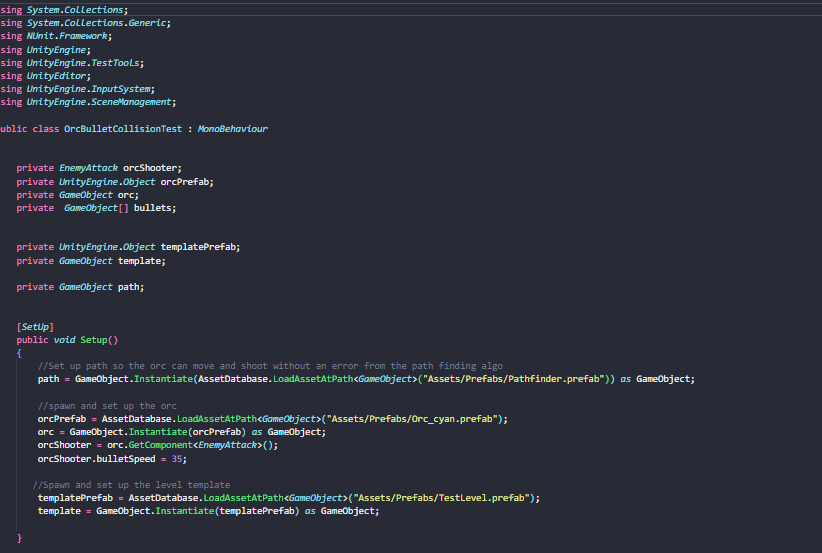 sing System.Collections;
sing System.Collections.Generic;
sing NUnit.Framework;
sing UnityEngine;
sing UnityEngine.TestTools;
sing UnityEditor;
sing UnityEngine.InputSystem;
sing UnityEngine.SceneManagement;
ublic class OrcBulletCollisionTest : MonoBehaviour
private EnemyAttack orcShooter;
private UnityEngine.Object orcPrefab;
private GameObject orc;
private  GameObject[] bullets;
private UnityEngine.Object templatePrefab;
private GameObject template;
private GameObject path;
[SetUp]
public void Setup()
{
//Set up path so the orc can move and shoot without an error from the path finding algo
path = GameObject.Instantiate(AssetDatabase.LoadAssetAtPath<GameObject>("Assets/Prefabs/Pathfinder.prefab")) as GameObject;
//spawn and set up the orc
orcPrefab = AssetDatabase.LoadAssetAtPath<GameObject>("Assets/Prefabs/Orc_cyan.prefab");
orc = GameObject.Instantiate(orcPrefab) as GameObject;
orcShooter = orc.GetComponent<EnemyAttack>();
orcShooter.bulletSpeed = 35;
//Spawn and set up the level template
templatePrefab = AssetDatabase.LoadAssetAtPath<GameObject>("Assets/Prefabs/TestLevel.prefab");
template = GameObject.Instantiate(templatePrefab) as GameObject;
}